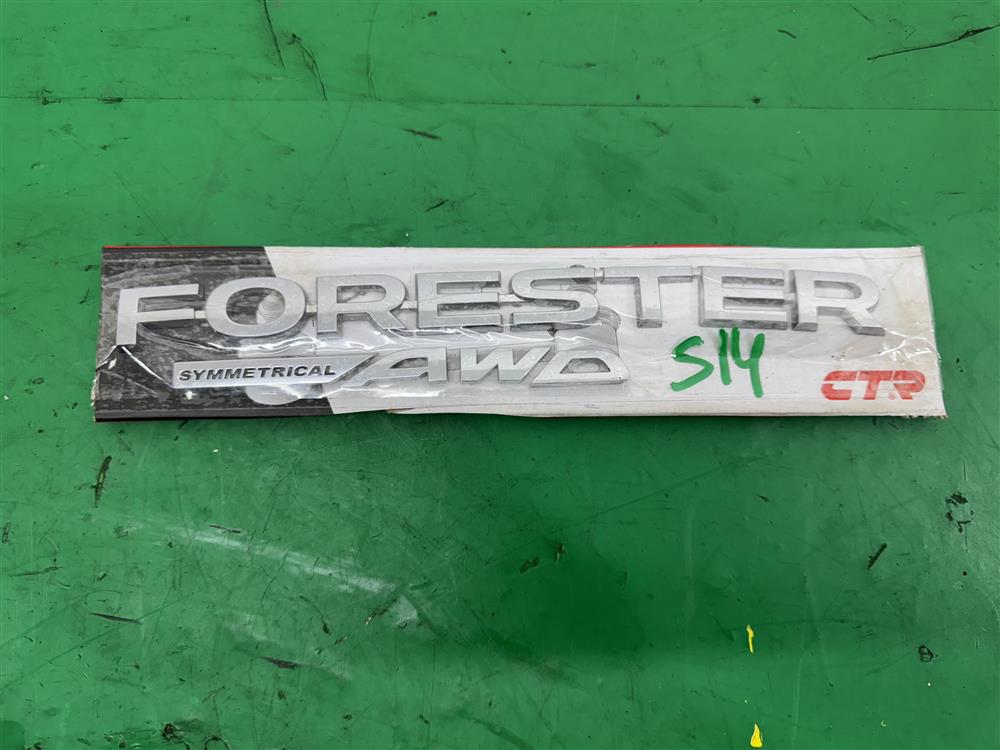 FORESTER
SYMMETRICAL AWD
S14
CTR®